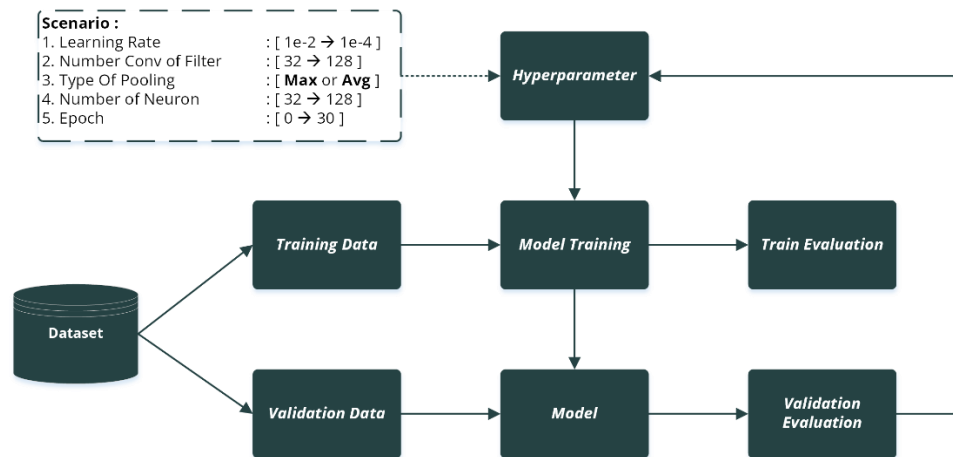 Scenario :
1. Learning Rate : [ 1e-2 → 1e-4 ]
2. Number Conv of Filter : [ 32 → 128 ]
3. Type Of Pooling : [ Max or Avg ]
4. Number of Neuron : [ 32 → 128 ]
5. Epoch : [ 0 → 30 ]
Hyperparameter
Training Data
Model Training
Train Evaluation
Dataset
Validation Data
Model
Validation
Evaluation